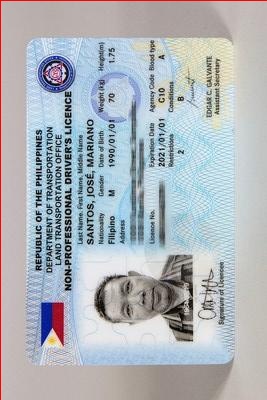 REPUBLIC OF THE PHILIPPINES
DEPARTMENT OF TRANSPORTATION
LAND TRANSPORTATION OFFICE
NON-PROFESSIONAL DRIVER'S LICENCE
Last Name, First Name, Middle Name
SANTOS, JOSÉ, MARIANO
Nationality Gender Date of Birth Weight (kg) Height(m)
Filipino M 1990/01/01 70 1.75
Address
Licence No. Expiration Date Agency Code Blood type
2021/01/01 C10 A
Restrictions Conditions
2 B
EDGAR C. GALVANTE
Assistant Secretary
Signature of Licencee